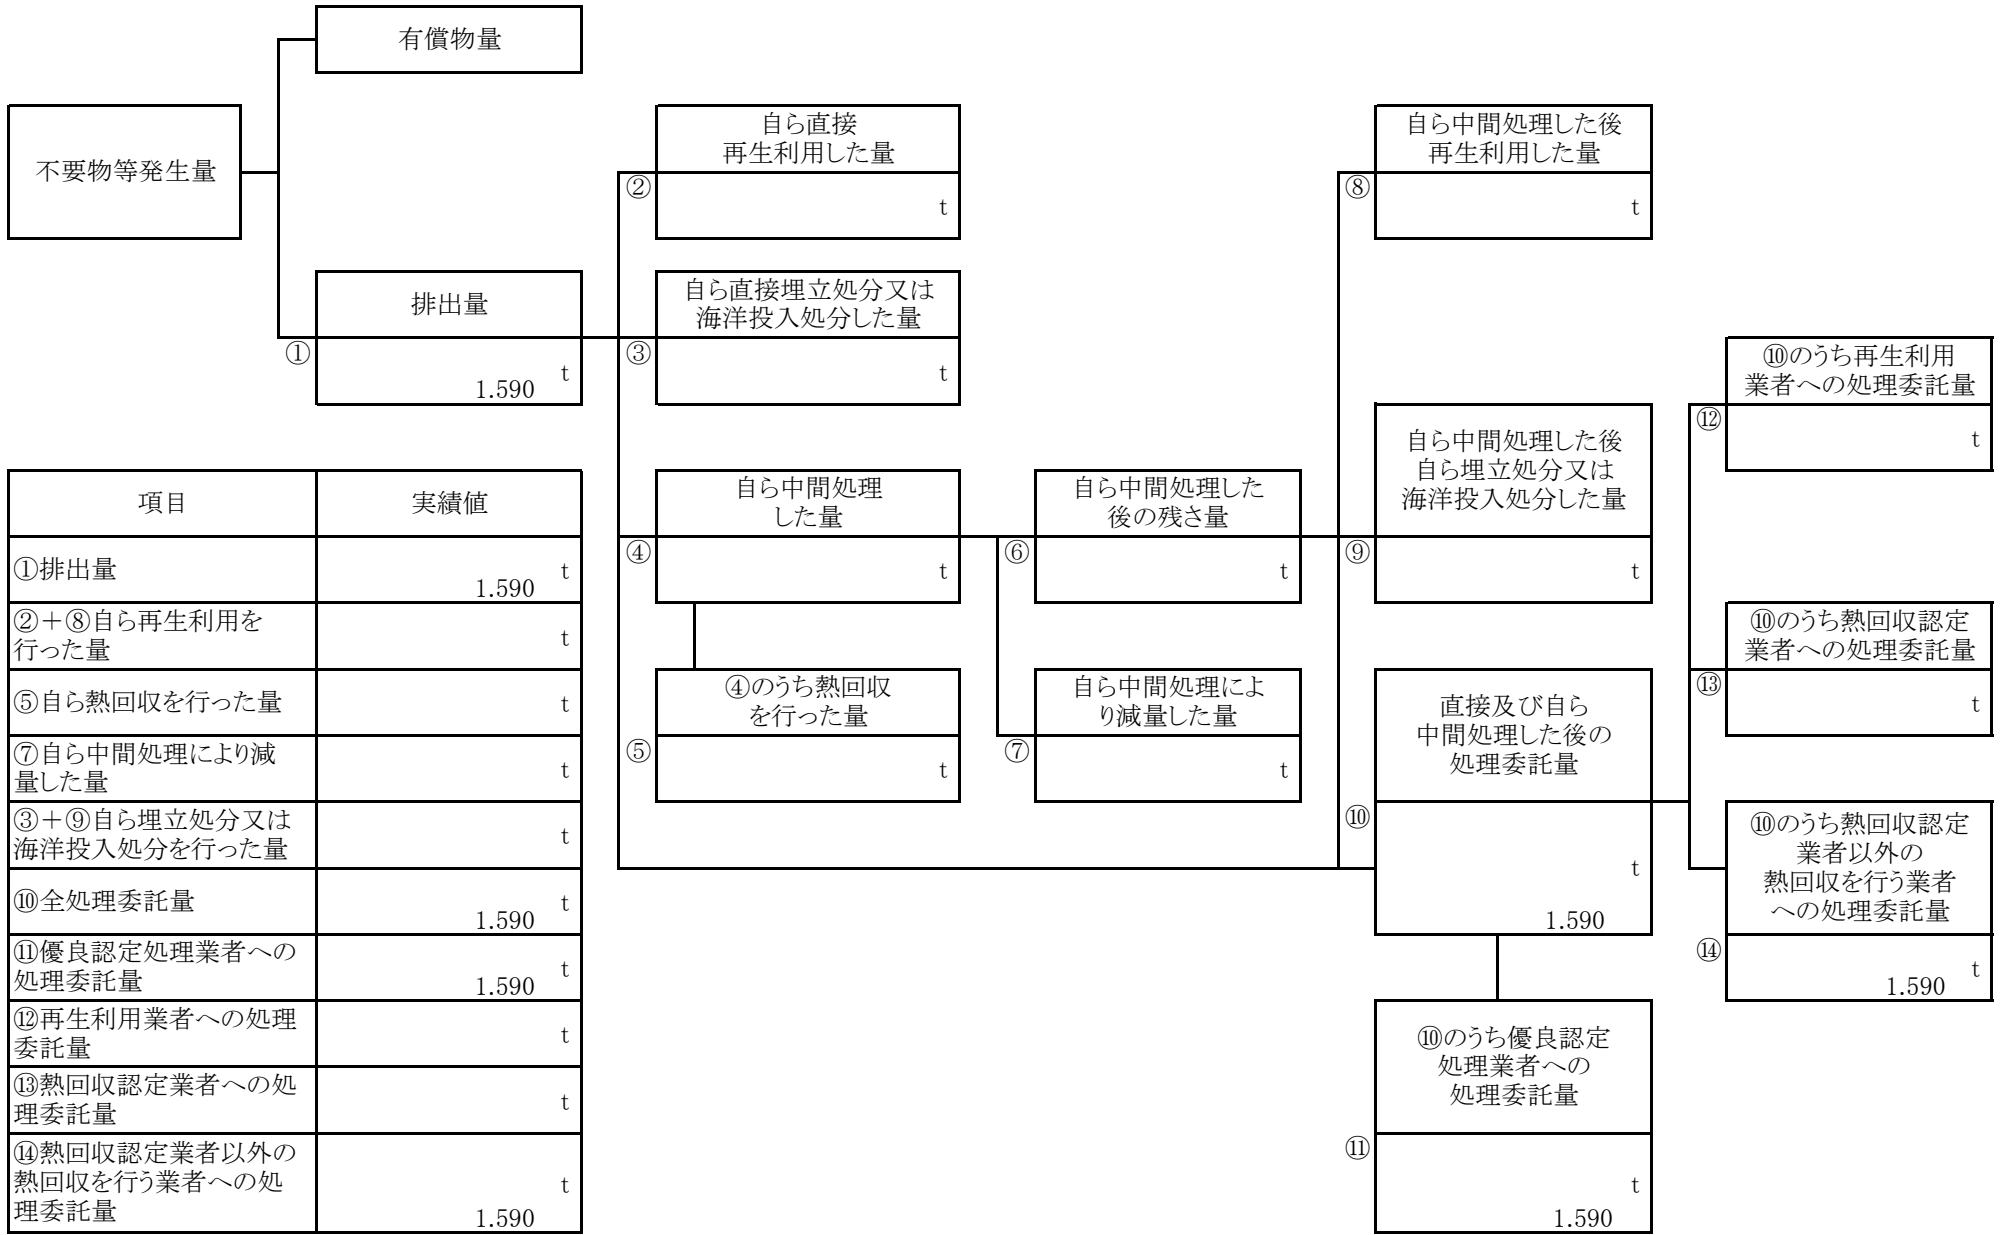 有償物量
不要物等発生量
排出量
①
t
1.590
自ら直接
再生利用した量
②
t
自ら直接埋立処分又は
海洋投入処分した量
③
t
自ら中間処理
した量
④
t
④のうち熱回収
を行った量
⑤
t
自ら中間処理した
後の残さ量
⑥
t
自ら中間処理によ
り減量した量
⑦
t
自ら中間処理した後
再生利用した量
⑧
t
自ら中間処理した後
自ら埋立処分又は
海洋投入処分した量
⑨
t
直接及び自ら
中間処理した後の
処理委託量
⑩
t
1.590
⑩のうち優良認定
処理業者への
処理委託量
⑪
t
1.590
⑩のうち再生利用
業者への処理委託量
⑫
t
⑩のうち熱回収認定
業者への処理委託量
⑬
t
⑩のうち熱回収認定
業者以外の
熱回収を行う業者
への処理委託量
⑭
t
1.590
項目 実績値
①排出量 t
1.590
②＋⑧自ら再生利用を
行った量
t
⑤自ら熱回収を行った量 t
⑦自ら中間処理により減
量した量
t
③＋⑨自ら埋立処分又は
海洋投入処分を行った量
t
⑩全処理委託量 t
1.590
⑪優良認定処理業者への
処理委託量
t
1.590
⑫再生利用業者への処理
委託量
t
⑬熱回収認定業者への処
理委託量
t
⑭熱回収認定業者以外の
熱回収を行う業者への処
理委託量
t
1.590